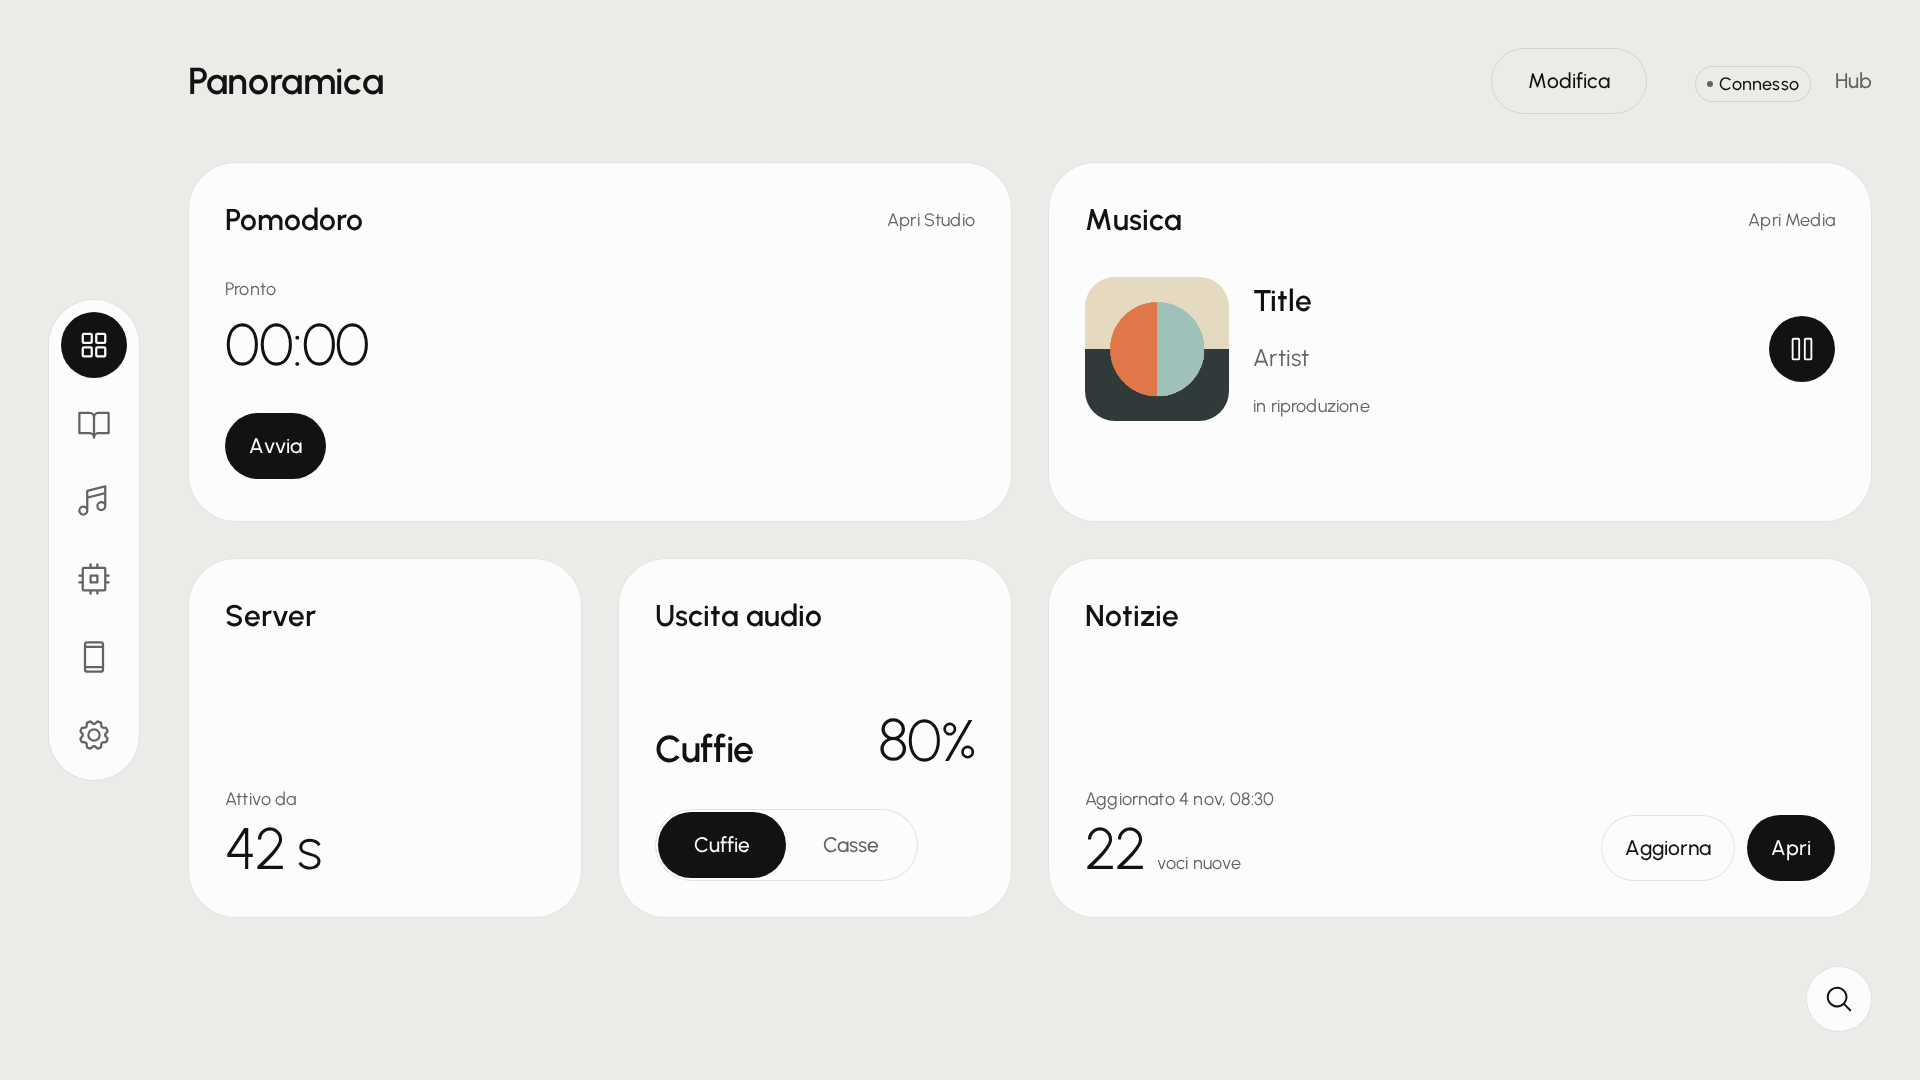 Panoramica
Modifica
Connesso
Hub
Pomodoro
Apri Studio
Pronto
00:00
Avvia
Musica
Apri Media
Title
Artist
in riproduzione
Server
Attivo da
42 s
Uscita audio
Cuffie
80%
Cuffie
Casse
Notizie
Aggiornato 4 nov, 08:30
22 voci nuove
Aggiorna
Apri